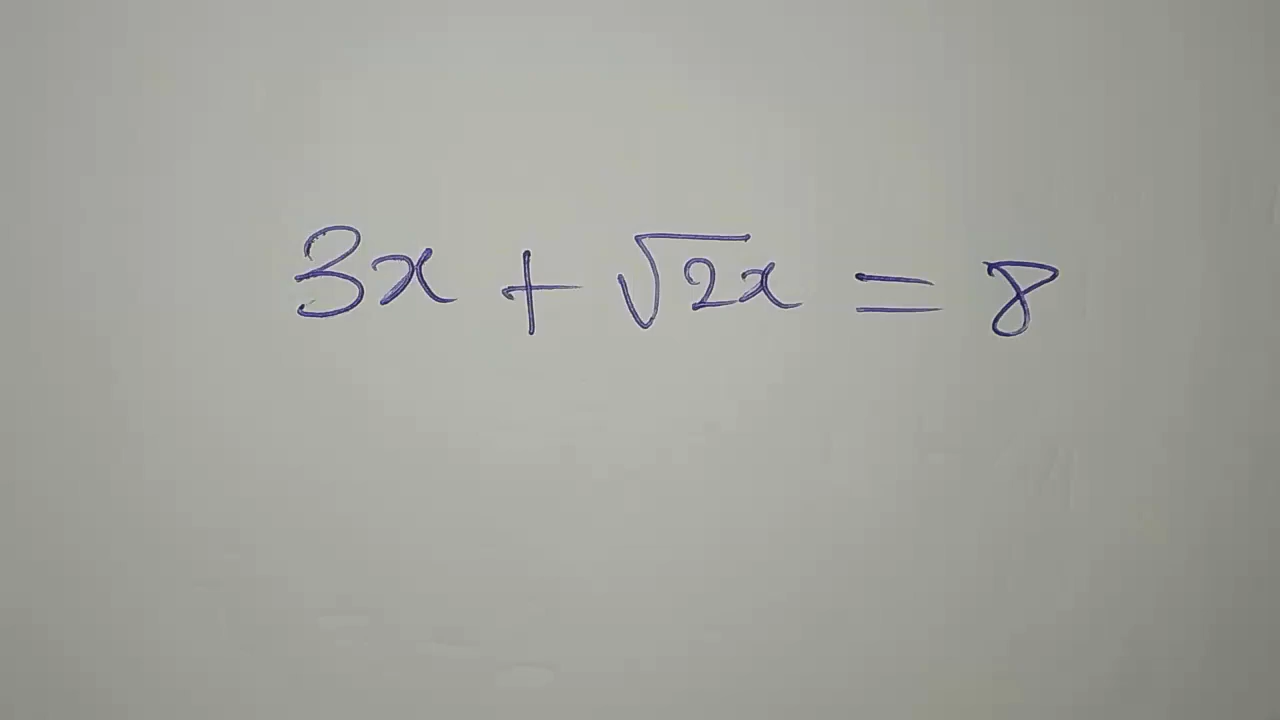 3x + √2x = 8